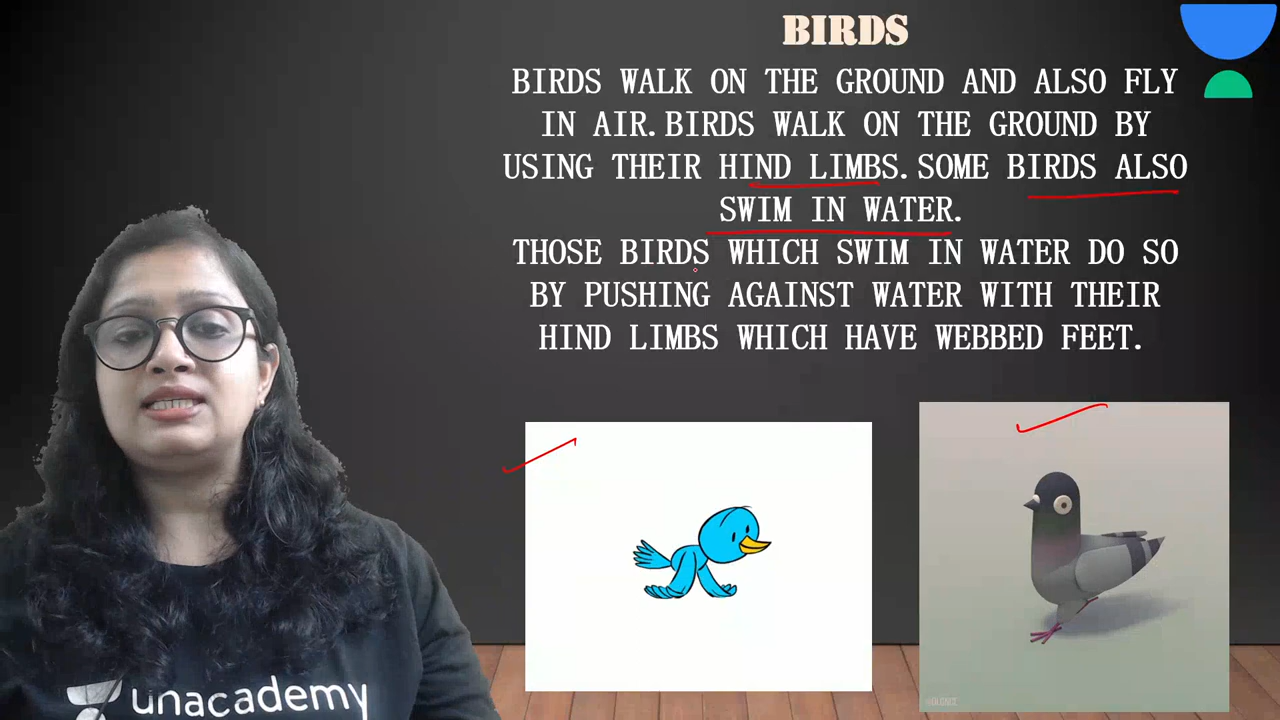 BIRDS
BIRDS WALK ON THE GROUND AND ALSO FLY
IN AIR.BIRDS WALK ON THE GROUND BY
USING THEIR HIND LIMBS.SOME BIRDS ALSO
SWIM IN WATER.
THOSE BIRDS WHICH SWIM IN WATER DO SO
BY PUSHING AGAINST WATER WITH THEIR
HIND LIMBS WHICH HAVE WEBBED FEET.
unacademy